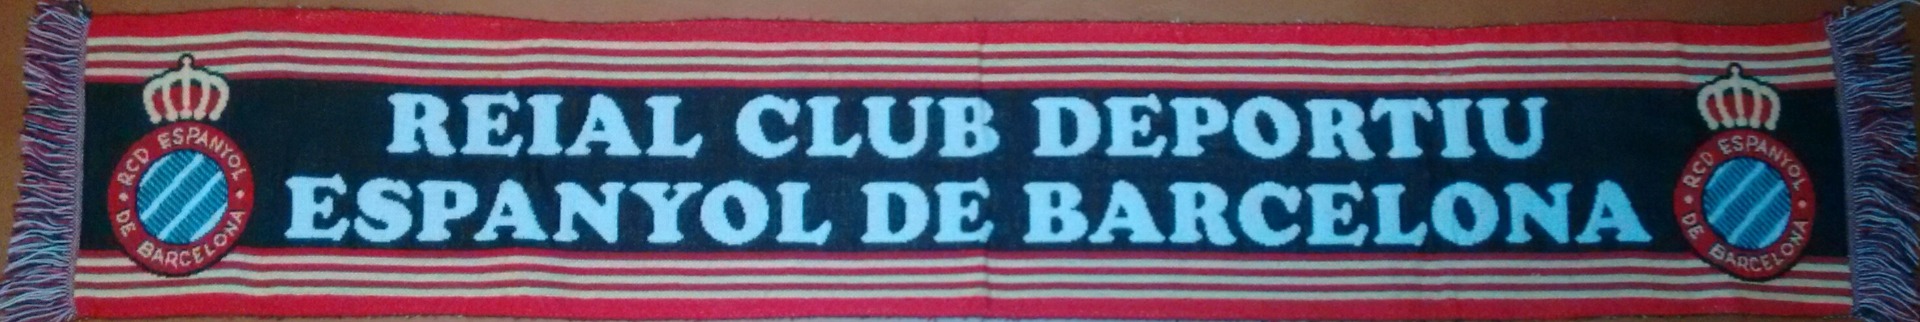 REIAL CLUB DEPORTIU
ESPANYOL DE BARCELONA
RCD ESPANYOL
DE BARCELONA
RCD ESPANYOL
DE BARCELONA